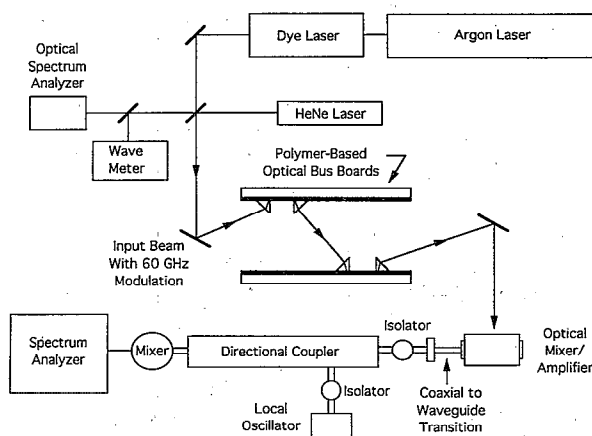 Dye Laser
Argon Laser
Optical
Spectrum
Analyzer
HeNe Laser
Wave
Meter
Polymer-Based
Optical Bus Boards
Input Beam
With 60 GHz
Modulation
Isolator
Spectrum
Analyzer
Mixer
Directional Coupler
Optical
Mixer/
Amplifier
Isolator
Coaxial to
Waveguide
Transition
Local
Oscillator